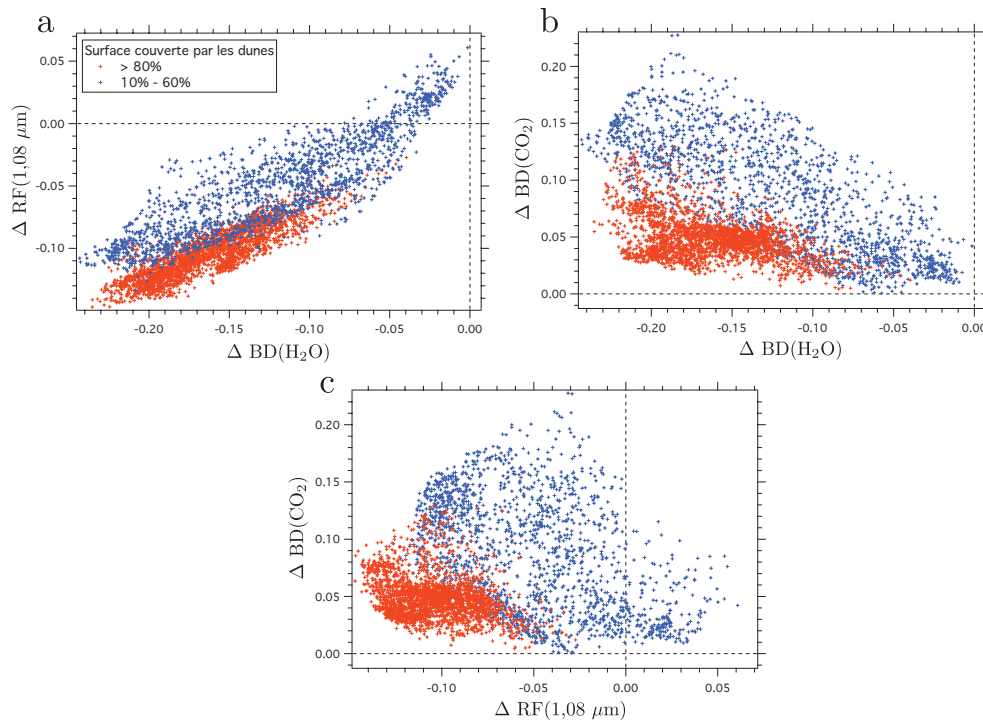 a
Surface couverte par les dunes
> 80%
10% - 60%
0.05
0.00
-0.05
-0.10
Δ RF(1,08 μm)
-0.20
-0.15
-0.10
-0.05
0.00
Δ BD(H₂O)
b
0.20
0.15
0.10
0.05
0.00
Δ BD(CO₂)
-0.20
-0.15
-0.10
-0.05
0.00
Δ BD(H₂O)
c
0.20
0.15
0.10
0.05
0.00
Δ BD(CO₂)
-0.10
-0.05
0.00
0.05
Δ RF(1,08 μm)